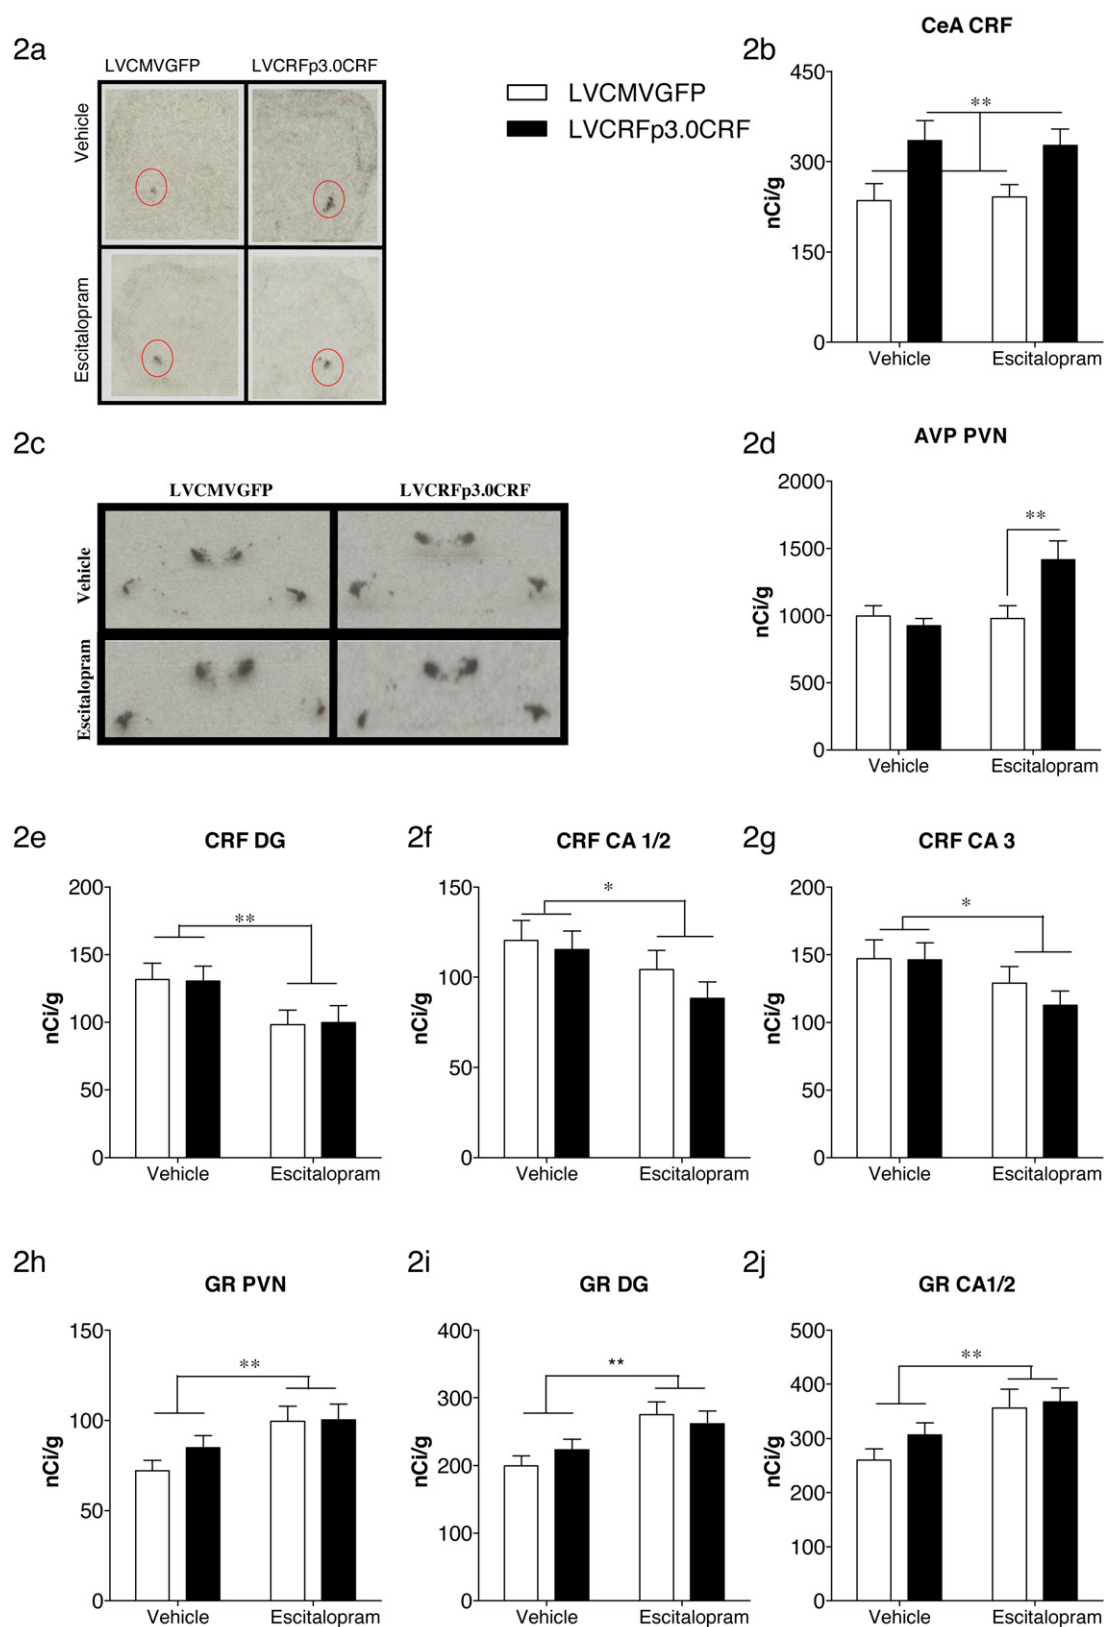 2a
LVCMVGFP LVCRFp3.0CRF
Vehicle
Escitalopram
LVCMVGFP
LVCRFp3.0CRF
2b
CeA CRF
450
300
150
0
nCi/g
**
Vehicle Escitalopram
2c
LVCMVGFP LVCRFp3.0CRF
Vehicle
Escitalopram
2d
AVP PVN
2000
1500
1000
500
0
nCi/g
**
Vehicle Escitalopram
2e
CRF DG
200
150
100
50
0
nCi/g
**
Vehicle Escitalopram
2f
CRF CA 1/2
150
100
50
0
nCi/g
*
Vehicle Escitalopram
2g
CRF CA 3
200
150
100
50
0
nCi/g
*
Vehicle Escitalopram
2h
GR PVN
150
100
50
0
nCi/g
**
Vehicle Escitalopram
2i
GR DG
400
300
200
100
0
nCi/g
**
Vehicle Escitalopram
2j
GR CA1/2
500
400
300
200
100
0
nCi/g
**
Vehicle Escitalopram